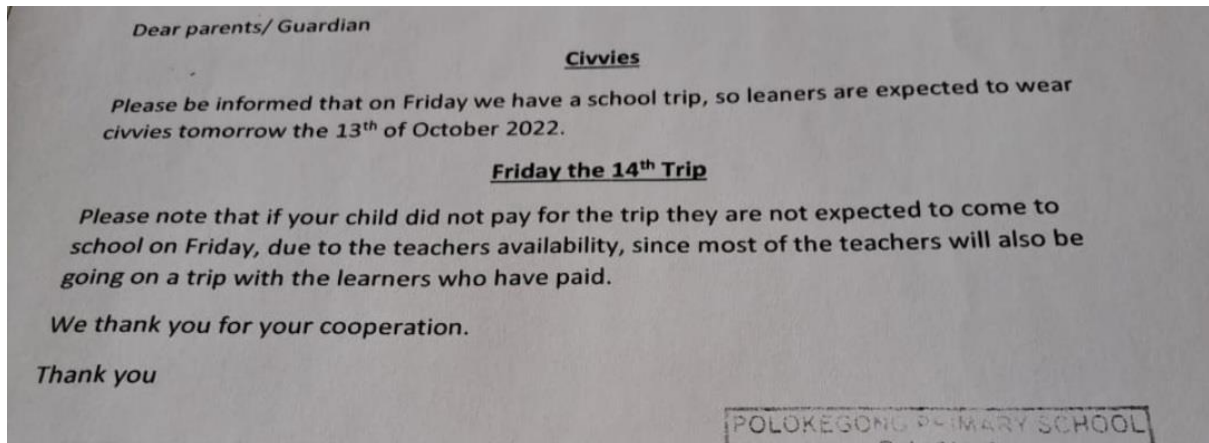 Dear parents/ Guardian
Civvies
Please be informed that on Friday we have a school trip, so leaners are expected to wear
civvies tomorrow the 13th of October 2022.
Friday the 14th Trip
Please note that if your child did not pay for the trip they are not expected to come to
school on Friday, due to the teachers availability, since most of the teachers will also be
going on a trip with the learners who have paid.
We thank you for your cooperation.
Thank you
POLOKEGONG PRIMARY SCHOOL